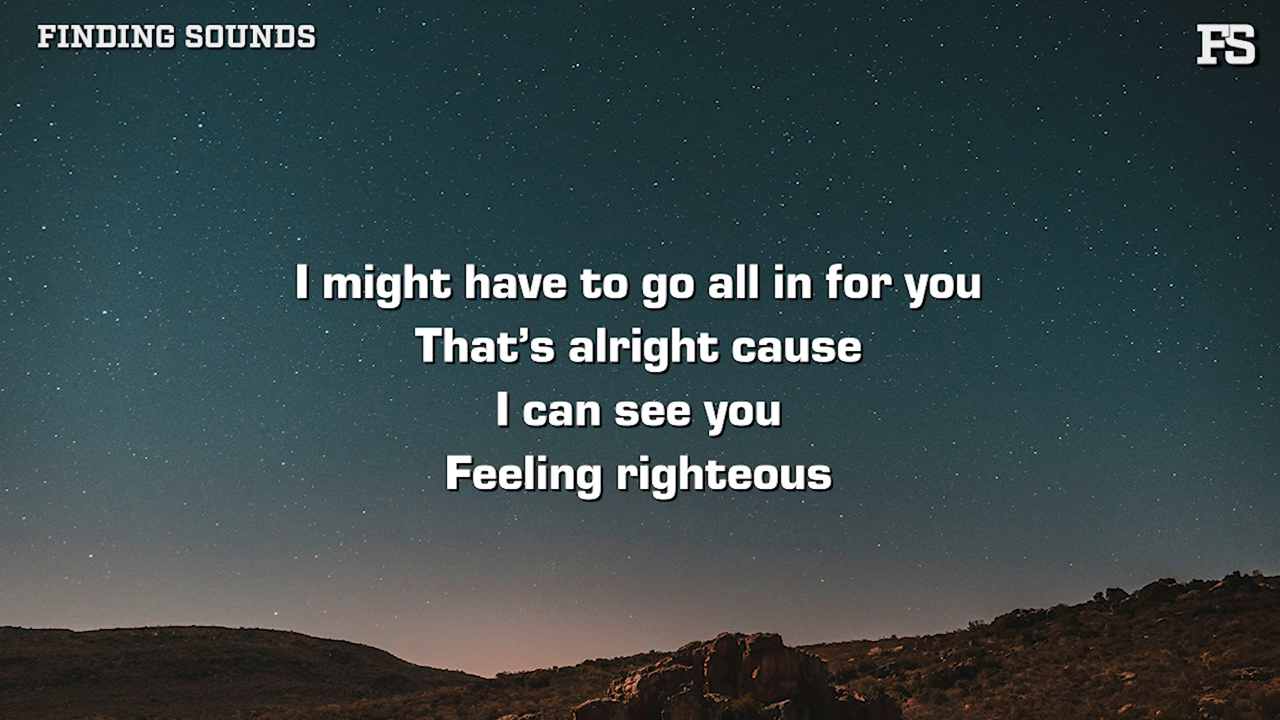 FINDING SOUNDS
FS
I might have to go all in for you
That’s alright cause
I can see you
Feeling righteous